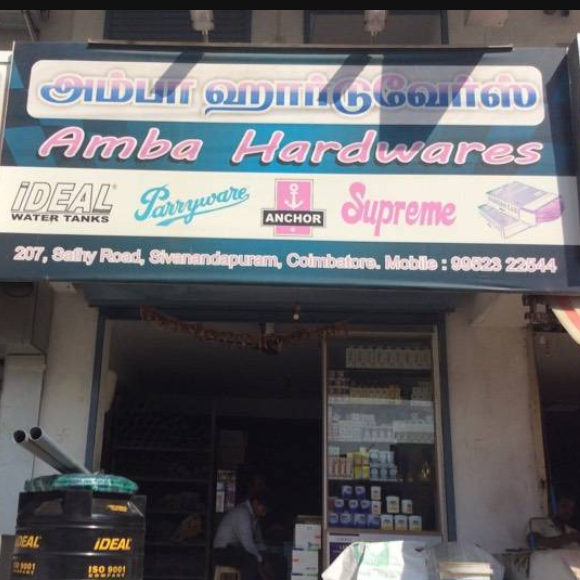 அம்பா ஹார்டுவேர்ஸ்
Amba Hardwares
iDEAL® Parryware ANCHOR Supreme
WATER TANKS
207, Sathy Road, Sivanandapuram, Coimbatore. Mobile : 99523 22544
iDEAL iDEAL
ISO 9001 ISO 9001
COMPANY